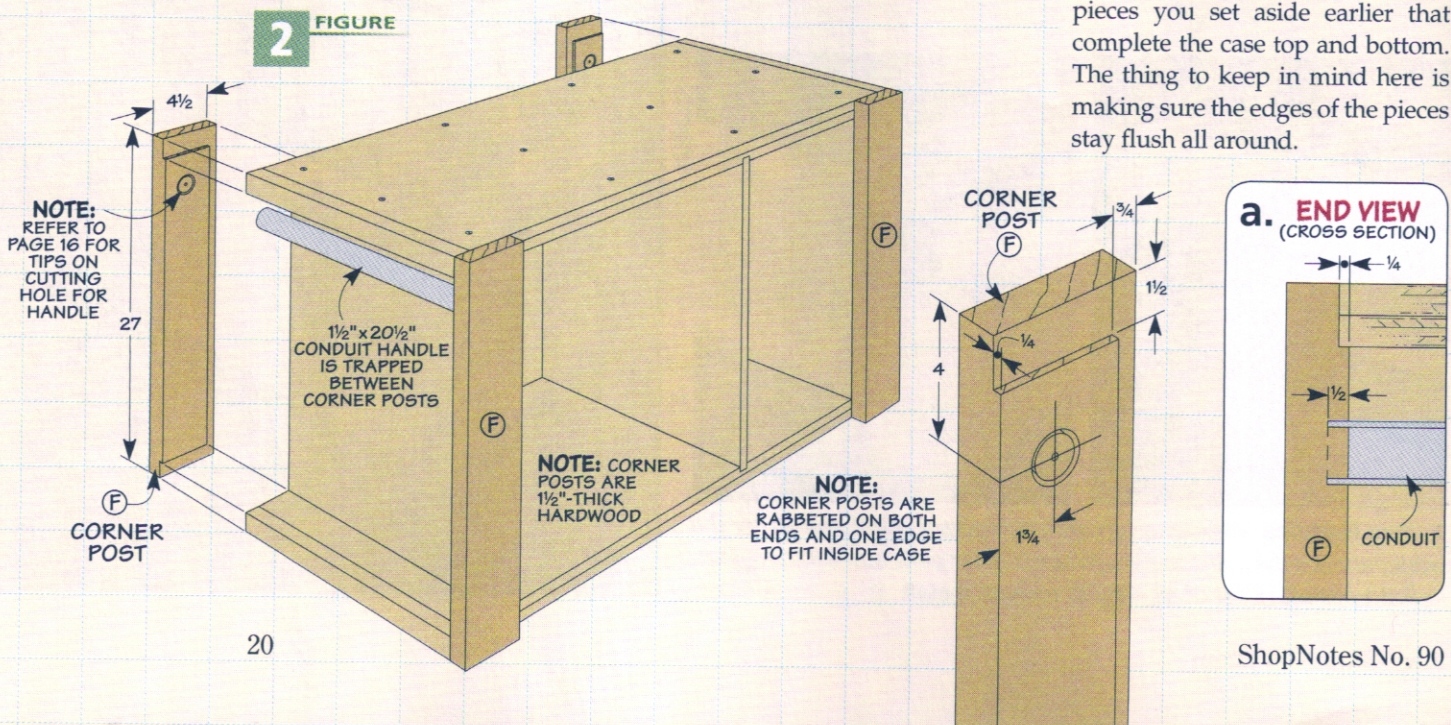 2 FIGURE
pieces you set aside earlier that
complete the case top and bottom.
The thing to keep in mind here is
making sure the edges of the pieces
stay flush all around.
4½
27
NOTE:
REFER TO
PAGE 16 FOR
TIPS ON
CUTTING
HOLE FOR
HANDLE
F
CORNER
POST
1½"x20½"
CONDUIT HANDLE
IS TRAPPED
BETWEEN
CORNER POSTS
F
F
NOTE: CORNER
POSTS ARE
1½"-THICK
HARDWOOD
CORNER
POST
F
¾
1½
¼
4
1¾
NOTE:
CORNER POSTS ARE
RABBETED ON BOTH
ENDS AND ONE EDGE
TO FIT INSIDE CASE
a. END VIEW
(CROSS SECTION)
¼
½
F
CONDUIT
20
ShopNotes No. 90